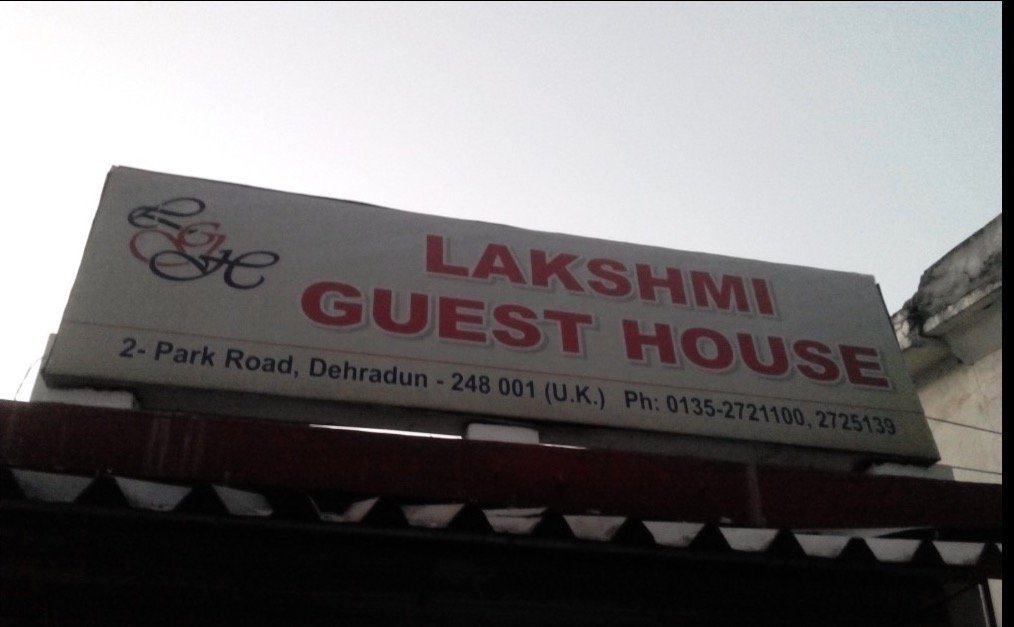 LGH
LAKSHMI
GUEST HOUSE
2- Park Road, Dehradun - 248 001 (U.K.) Ph: 0135-2721100, 2725139